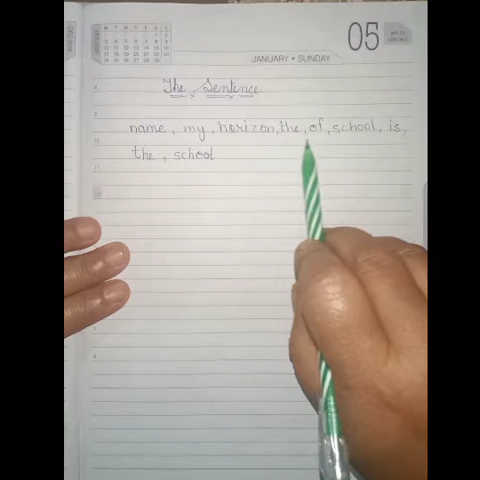 05
JANUARY • SUNDAY
The Sentence
name, my, horizon, the, of, school, is,
the, school